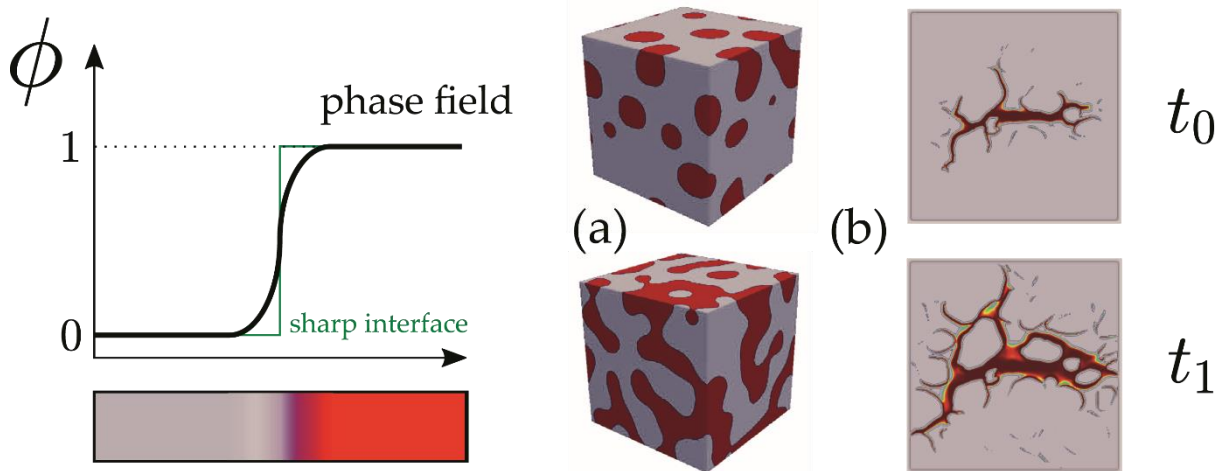 ϕ
phase field
1
sharp interface
0
(a)
(b)
t₀
t₁